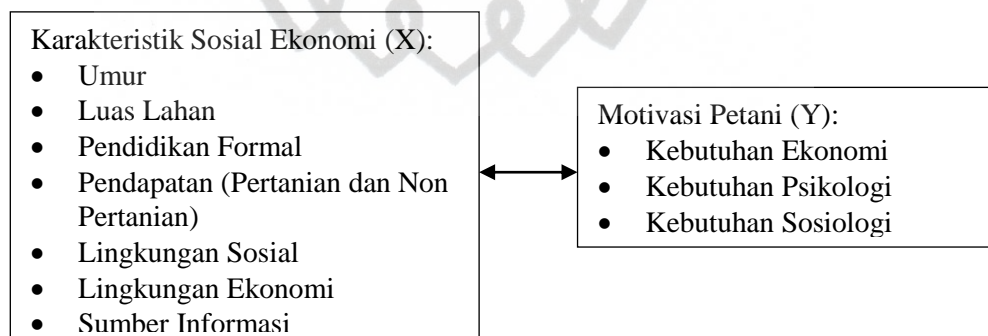 Karakteristik Sosial Ekonomi (X):
• Umur
• Luas Lahan
• Pendidikan Formal
• Pendapatan (Pertanian dan Non
Pertanian)
• Lingkungan Sosial
• Lingkungan Ekonomi
• Sumber Informasi
Motivasi Petani (Y):
• Kebutuhan Ekonomi
• Kebutuhan Psikologi
• Kebutuhan Sosiologi